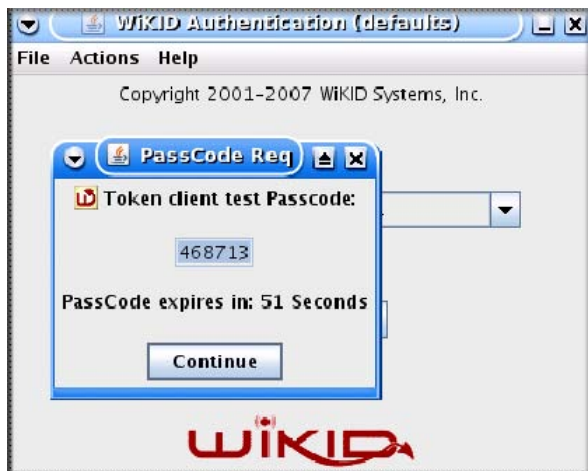 WiKID Authentication (defaults)
File Actions Help
Copyright 2001-2007 WiKID Systems, Inc.
PassCode Req
Token client test Passcode:
468713
PassCode expires in: 51 Seconds
Continue
WiKID